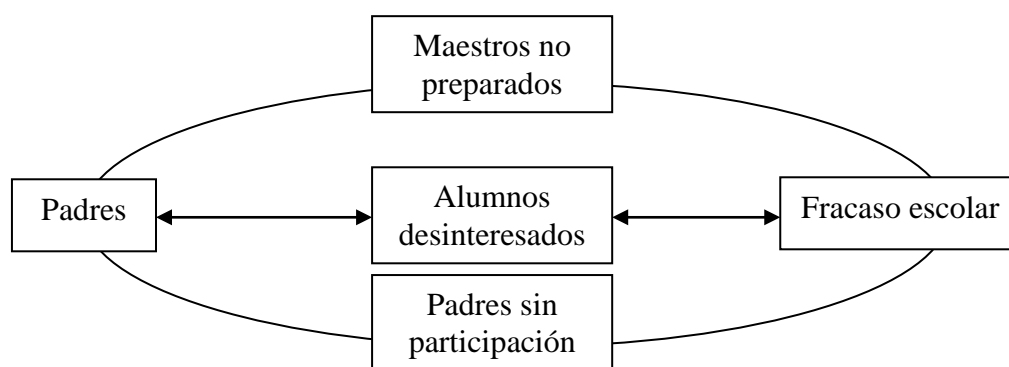 Maestros no
preparados
Padres
Alumnos
desinteresados
Fracaso escolar
Padres sin
participación